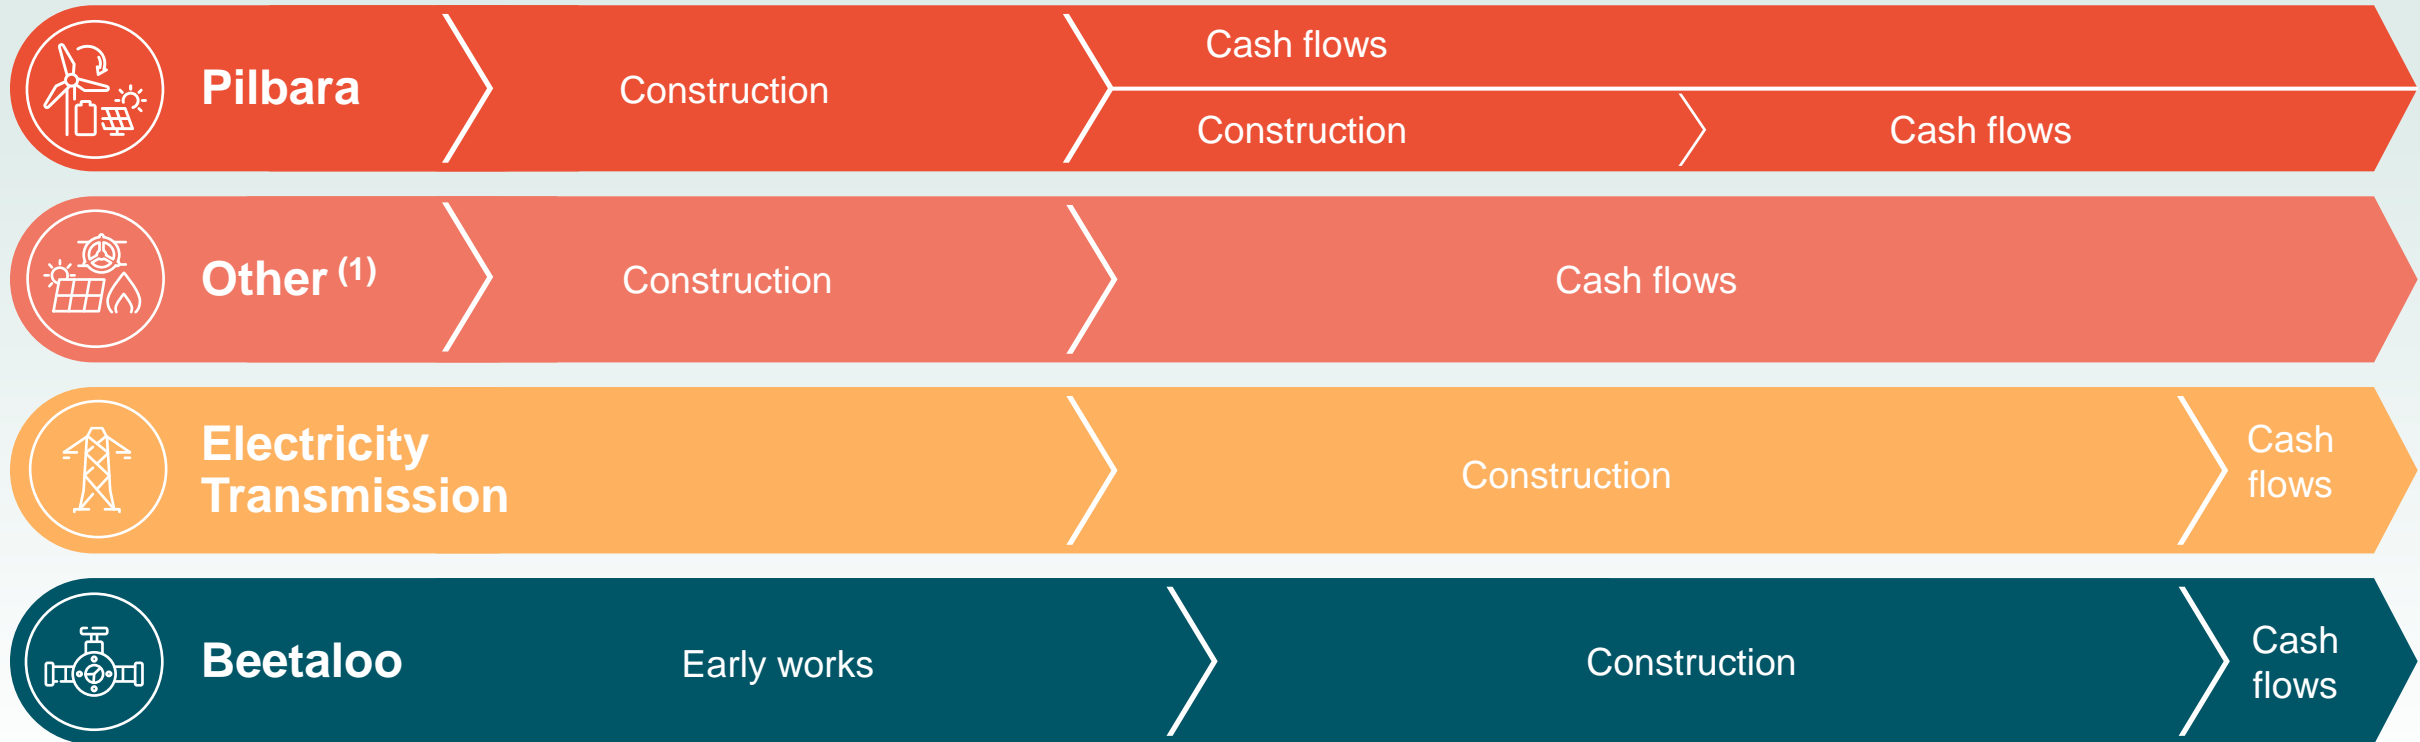 Pilbara
Construction
Cash flows
Construction
Cash flows
Other (1)
Construction
Cash flows
Electricity
Transmission
Construction
Cash
flows
Beetaloo
Early works
Construction
Cash
flows